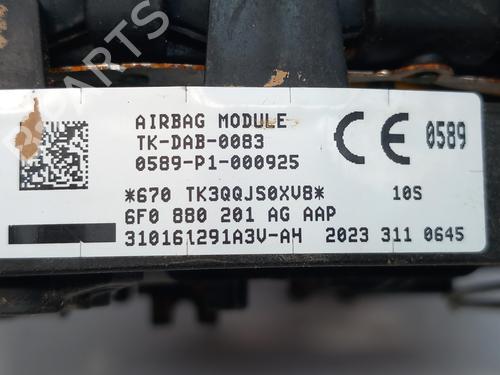 AIRBAG MODULE
TK-DAB-0083
0589-P1-000925
CE 0589
*670 TK3QQJS0XV8* 10S
6F0 880 201 AG AAP
310161291A3V-AH 2023 311 0645